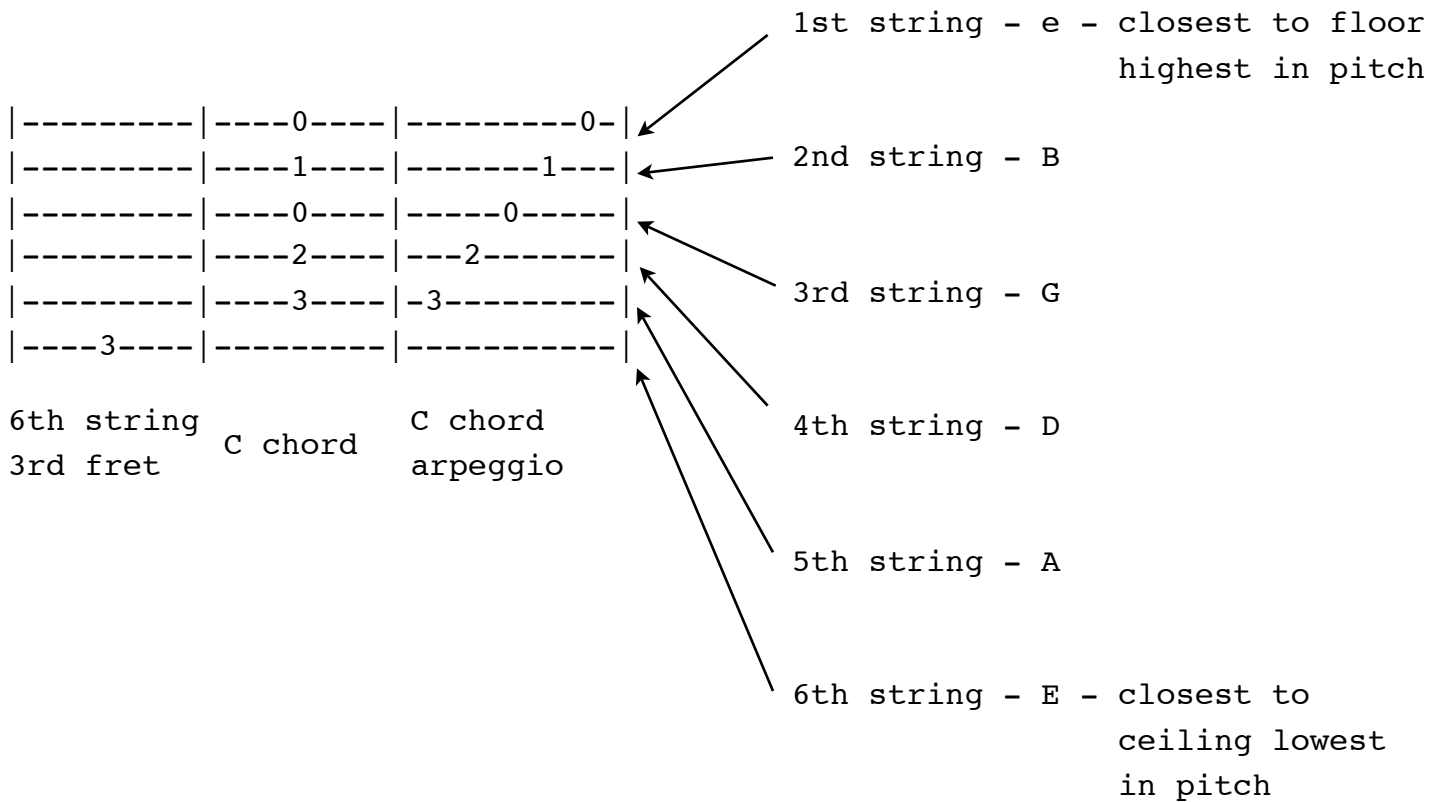 1st string – e – closest to floor
highest in pitch
|---------|----0----|---------0-|
|---------|----1----|-------1---|
2nd string – B
|---------|----0----|-----0-----|
|---------|----2----|---2-------|
|---------|----3----|-3---------|
3rd string – G
|----3----|---------|-----------|
6th string
3rd fret
C chord
C chord
arpeggio
4th string – D
5th string – A
6th string – E – closest to
ceiling lowest
in pitch